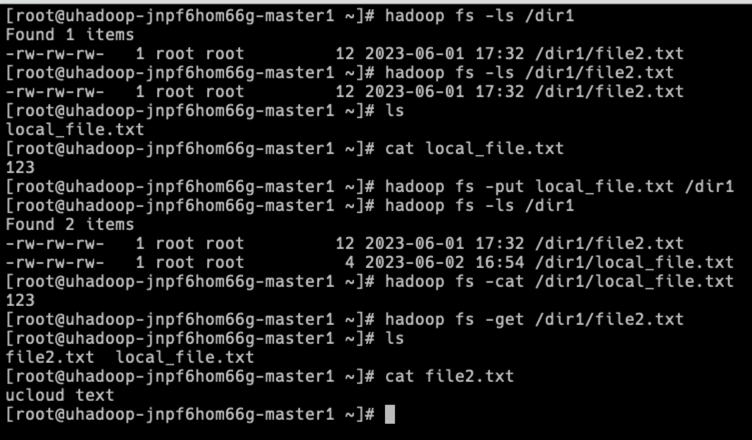 [root@uhadoop-jnpf6hom66g-master1 ~]# hadoop fs -ls /dir1
Found 1 items
-rw-rw-rw-   1 root root         12 2023-06-01 17:32 /dir1/file2.txt
[root@uhadoop-jnpf6hom66g-master1 ~]# hadoop fs -ls /dir1/file2.txt
-rw-rw-rw-   1 root root         12 2023-06-01 17:32 /dir1/file2.txt
[root@uhadoop-jnpf6hom66g-master1 ~]# ls
local_file.txt
[root@uhadoop-jnpf6hom66g-master1 ~]# cat local_file.txt
123
[root@uhadoop-jnpf6hom66g-master1 ~]# hadoop fs -put local_file.txt /dir1
[root@uhadoop-jnpf6hom66g-master1 ~]# hadoop fs -ls /dir1
Found 2 items
-rw-rw-rw-   1 root root         12 2023-06-01 17:32 /dir1/file2.txt
-rw-rw-rw-   1 root root          4 2023-06-02 16:54 /dir1/local_file.txt
[root@uhadoop-jnpf6hom66g-master1 ~]# hadoop fs -cat /dir1/local_file.txt
123
[root@uhadoop-jnpf6hom66g-master1 ~]# hadoop fs -get /dir1/file2.txt
[root@uhadoop-jnpf6hom66g-master1 ~]# ls
file2.txt  local_file.txt
[root@uhadoop-jnpf6hom66g-master1 ~]# cat file2.txt
ucloud text
[root@uhadoop-jnpf6hom66g-master1 ~]#